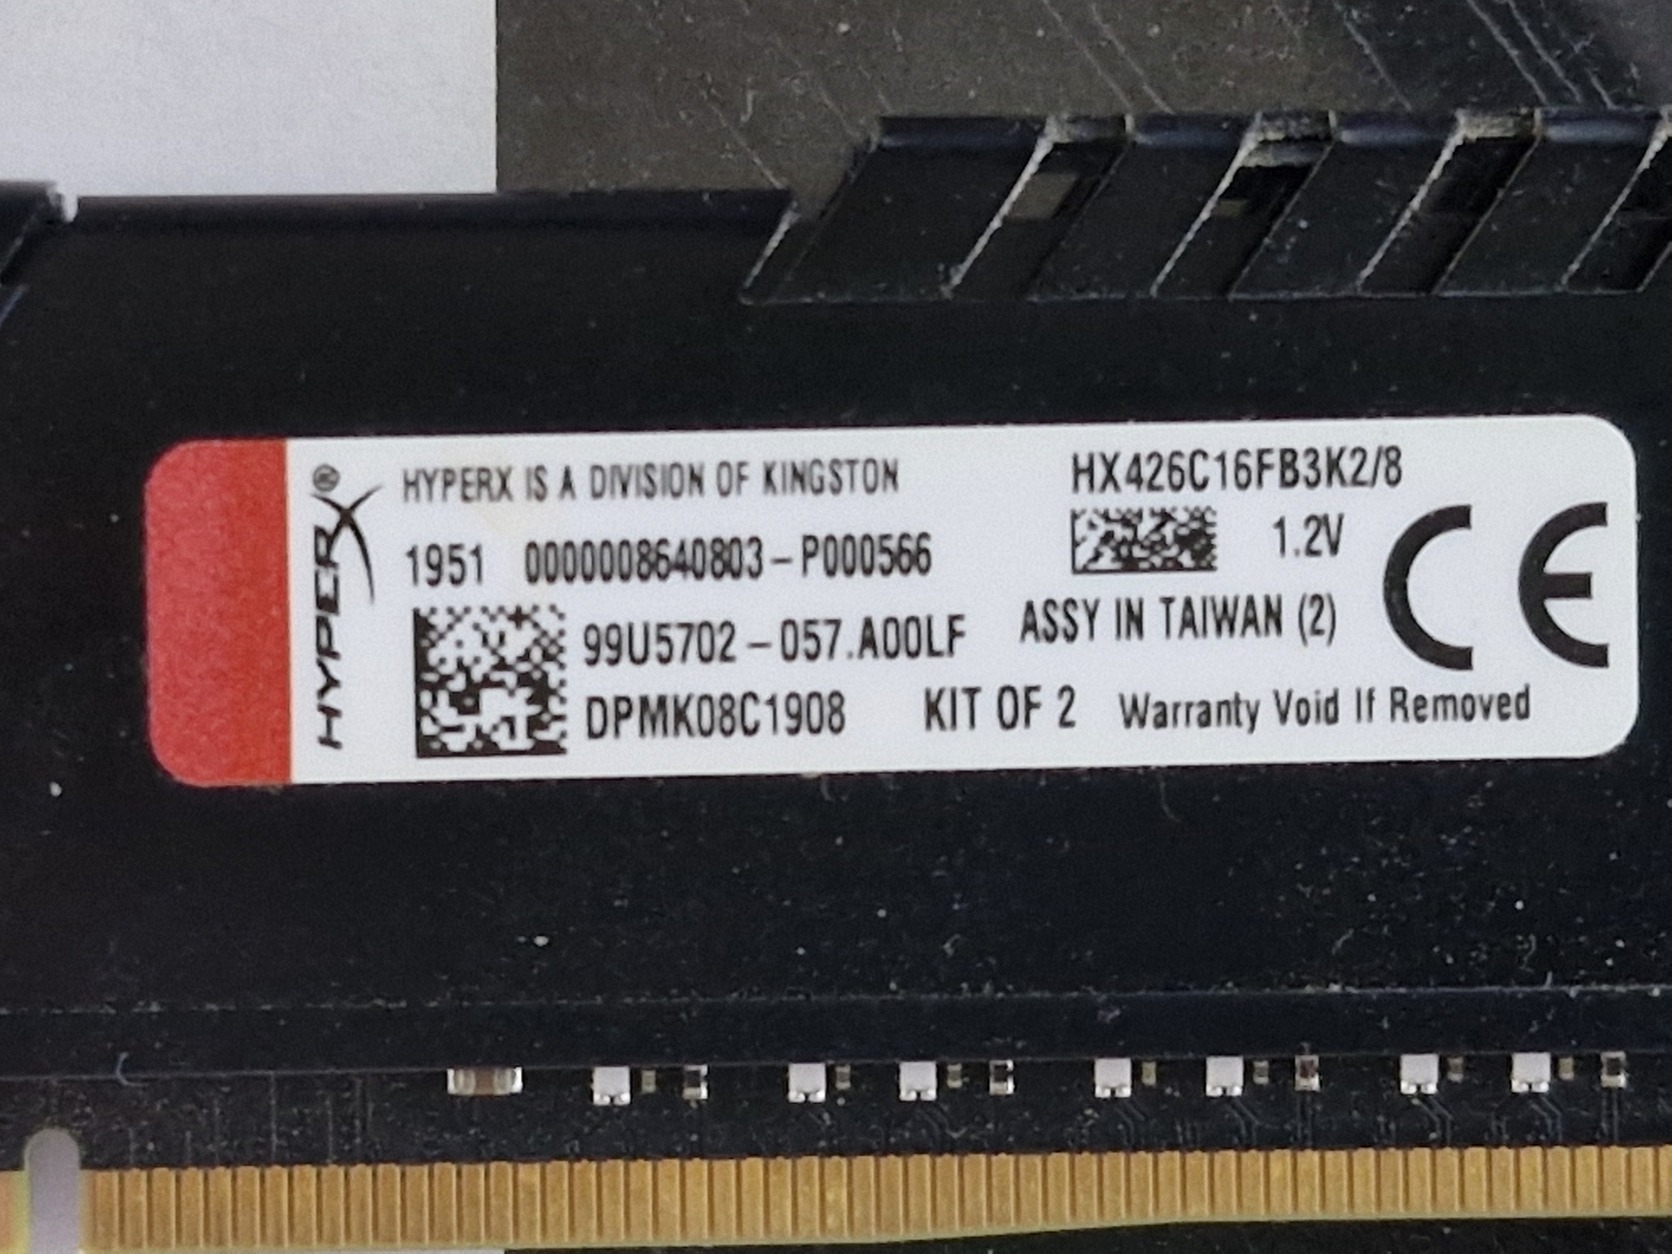 HYPERX®
HYPERX IS A DIVISION OF KINGSTON
HX426C16FB3K2/8
1951 0000008640803-P000566
1.2V
99U5702-057.A00LF
ASSY IN TAIWAN (2)
CE
DPMK08C1908
KIT OF 2
Warranty Void If Removed